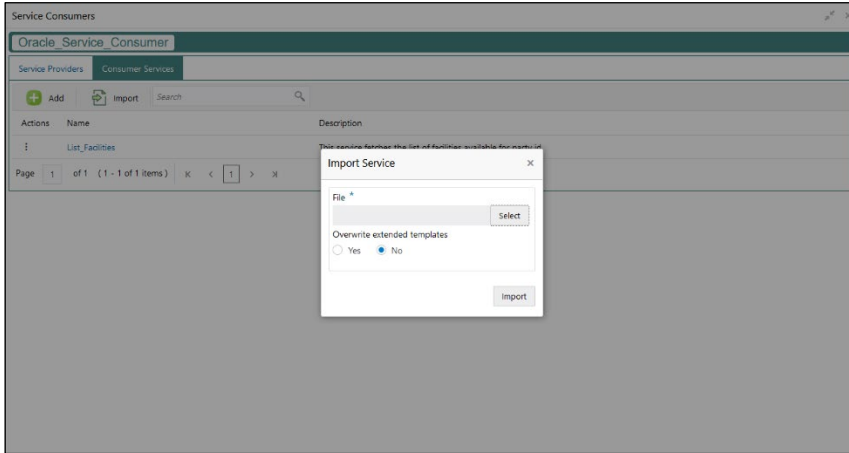 Service Consumers
Oracle_Service_Consumer
Service Providers Consumer Services
Add Import Search
Actions Name Description
List_Facilities This service fetches the list of facilities available for party id
Page 1 of 1 (1 - 1 of 1 items) 1
Import Service
File *
Select
Overwrite extended templates
Yes No
Import